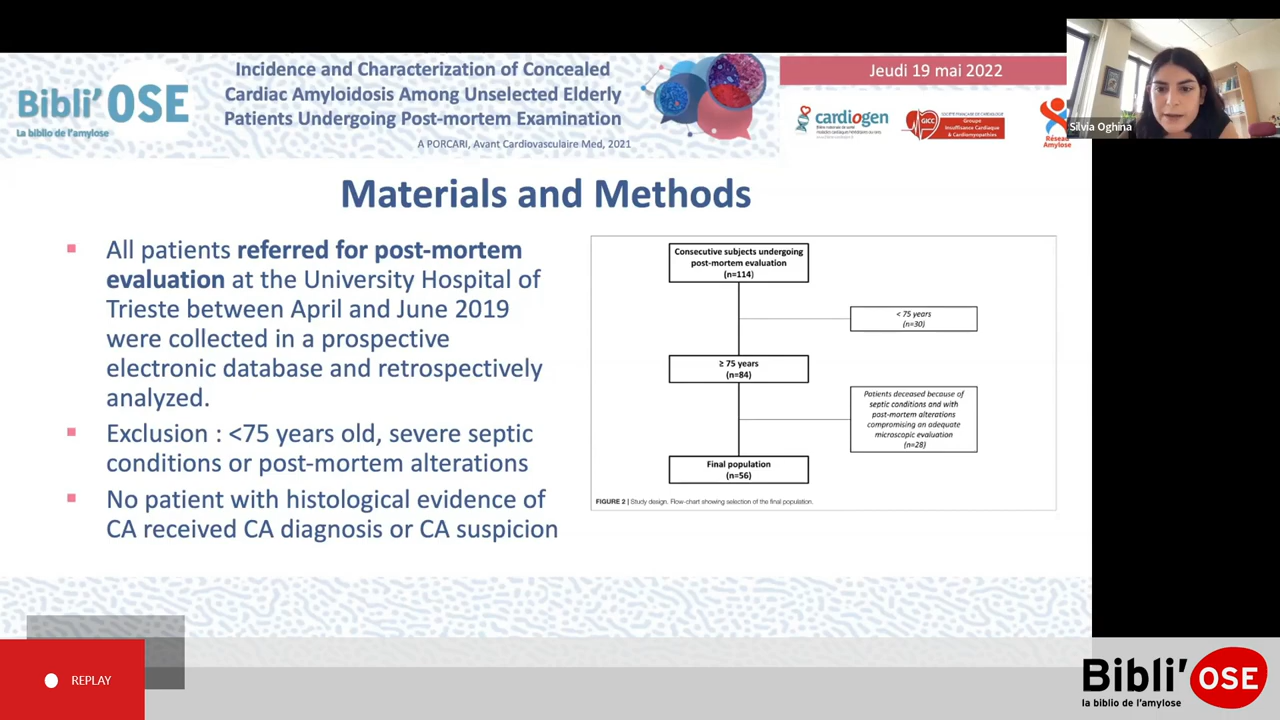 Bibli'OSE
La biblio de l'amylose
Incidence and Characterization of Concealed
Cardiac Amyloidosis Among Unselected Elderly
Patients Undergoing Post-mortem Examination
A PORCARI, Avant Cardiovasculaire Med, 2021
Jeudi 19 mai 2022
cardiogen
GICC
Groupe
Insuffisance Cardiaque
& Cardiomyopathies
Réseau
Amylose
Silvia Oghina
Materials and Methods
All patients referred for post-mortem
evaluation at the University Hospital of
Trieste between April and June 2019
were collected in a prospective
electronic database and retrospectively
analyzed.
Exclusion : <75 years old, severe septic
conditions or post-mortem alterations
No patient with histological evidence of
CA received CA diagnosis or CA suspicion
Consecutive subjects undergoing
post-mortem evaluation
(n=114)
< 75 years
(n=30)
≥ 75 years
(n=84)
Patients deceased because of
septic conditions and with
post-mortem alterations
compromising an adequate
microscopic evaluation
(n=28)
Final population
(n=56)
FIGURE 2 | Study design. Flow-chart showing selection of the final population.
REPLAY
Bibli'OSE
la biblio de l'amylose